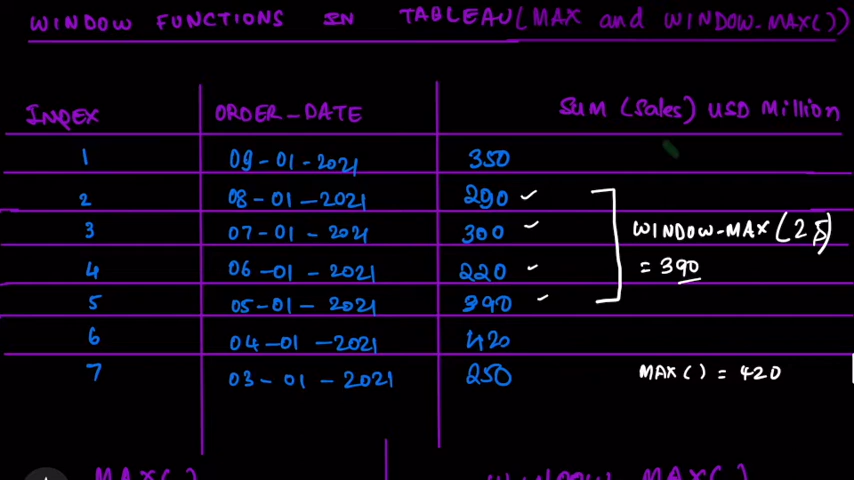 WINDOW FUNCTIONS IN TABLEAU(MAX and WINDOW-MAX())
INDEX ORDER-DATE SUM (Sales) USD Million
1 09-01-2021 350
2 08-01-2021 290
3 07-01-2021 300 WINDOW-MAX(2,5)
4 06-01-2021 220 = 390
5 05-01-2021 390
6 04-01-2021 420
7 03-01-2021 250 MAX() = 420
MAX() WINDOW MAX()